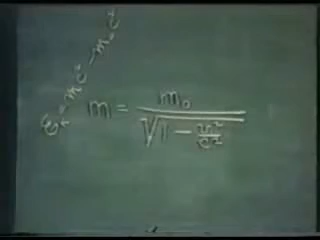 Eₖ = mc² − m₀c²
m = m₀ / √(1 − v²/c²)